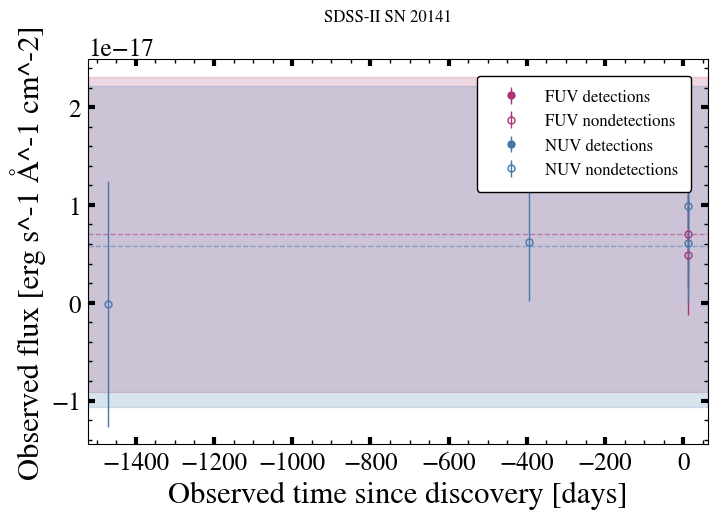 SDSS-II SN 20141
1e−17
FUV detections
FUV nondetections
NUV detections
NUV nondetections
2
1
0
−1
Observed flux [erg s^-1 Å^-1 cm^-2]
−1400 −1200 −1000 −800 −600 −400 −200 0
Observed time since discovery [days]